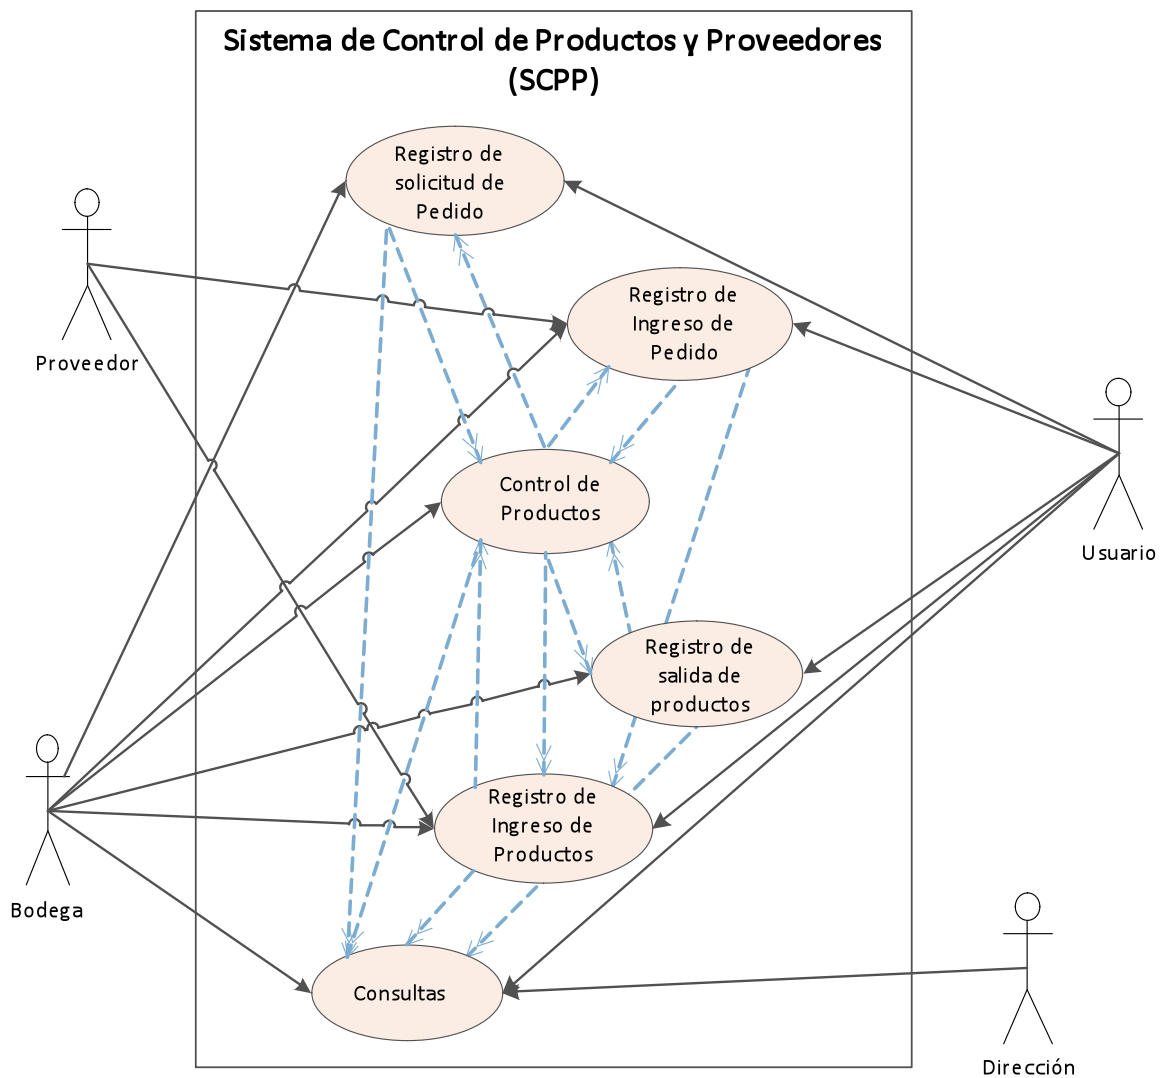 Sistema de Control de Productos y Proveedores
(SCPP)
Registro de
solicitud de
Pedido
Registro de
Ingreso de
Pedido
Proveedor
Control de
Productos
Usuario
Registro de
salida de
productos
Registro de
Ingreso de
Productos
Bodega
Consultas
Dirección